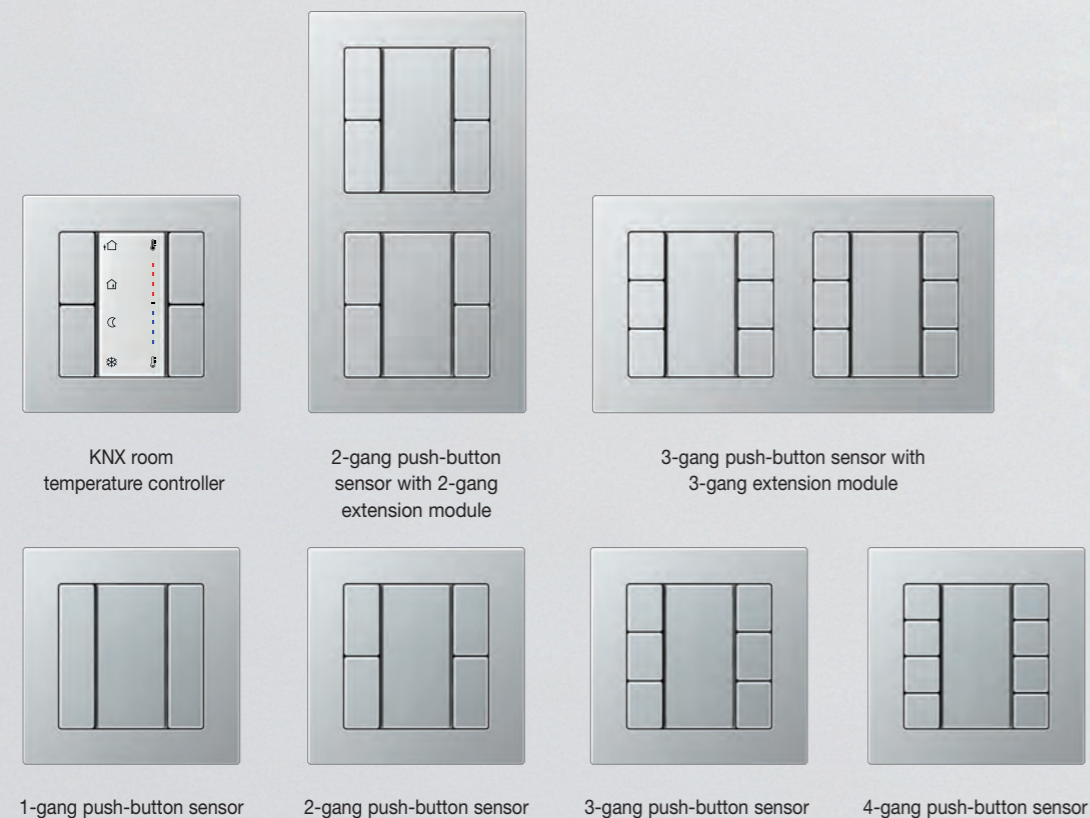 KNX room
temperature controller
2-gang push-button
sensor with 2-gang
extension module
3-gang push-button sensor with
3-gang extension module
1-gang push-button sensor
2-gang push-button sensor
3-gang push-button sensor
4-gang push-button sensor